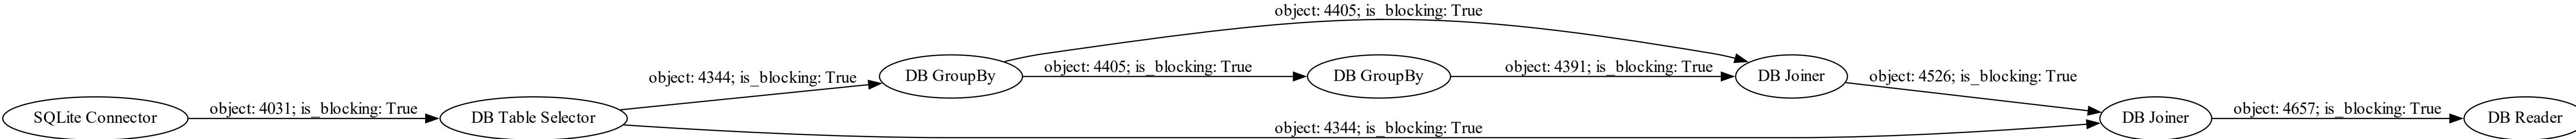 object: 4405; is_blocking: True
object: 4344; is_blocking: True
DB GroupBy
object: 4405; is_blocking: True
DB GroupBy
object: 4391; is_blocking: True
DB Joiner
object: 4526; is_blocking: True
SQLite Connector
object: 4031; is_blocking: True
DB Table Selector
object: 4344; is_blocking: True
DB Joiner
object: 4657; is_blocking: True
DB Reader